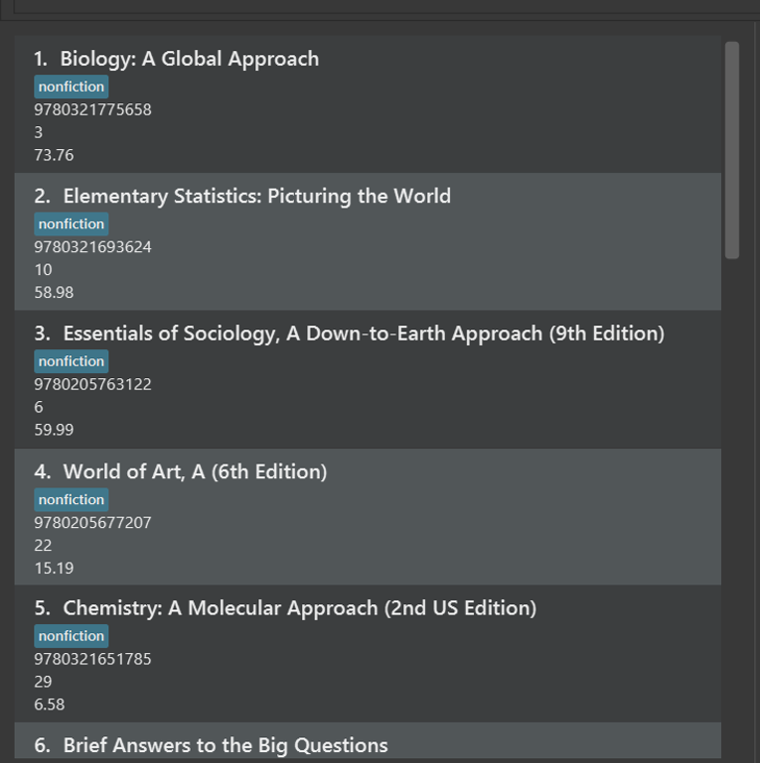 1. Biology: A Global Approach
nonfiction
9780321775658
3
73.76
2. Elementary Statistics: Picturing the World
nonfiction
9780321693624
10
58.98
3. Essentials of Sociology, A Down-to-Earth Approach (9th Edition)
nonfiction
9780205763122
6
59.99
4. World of Art, A (6th Edition)
nonfiction
9780205677207
22
15.19
5. Chemistry: A Molecular Approach (2nd US Edition)
nonfiction
9780321651785
29
6.58
6. Brief Answers to the Big Questions